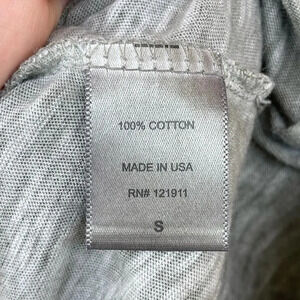 100% COTTON
MADE IN USA
RN# 121911
S